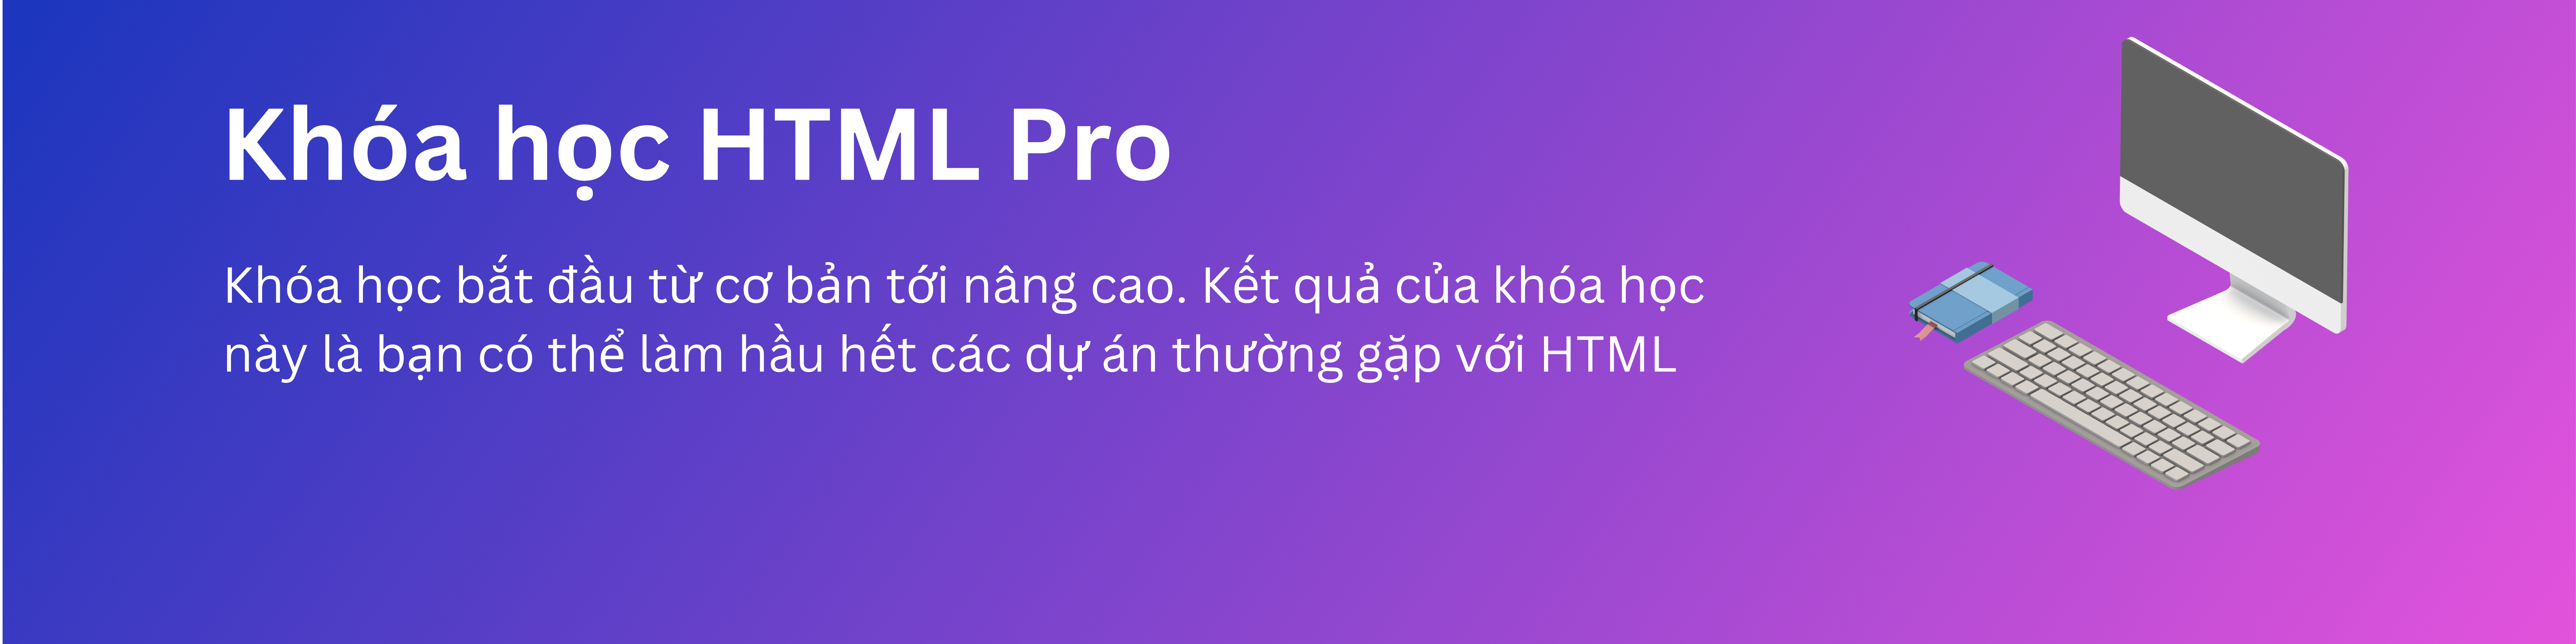 Khóa học HTML Pro
Khóa học bắt đầu từ cơ bản tới nâng cao. Kết quả của khóa học
này là bạn có thể làm hầu hết các dự án thường gặp với HTML